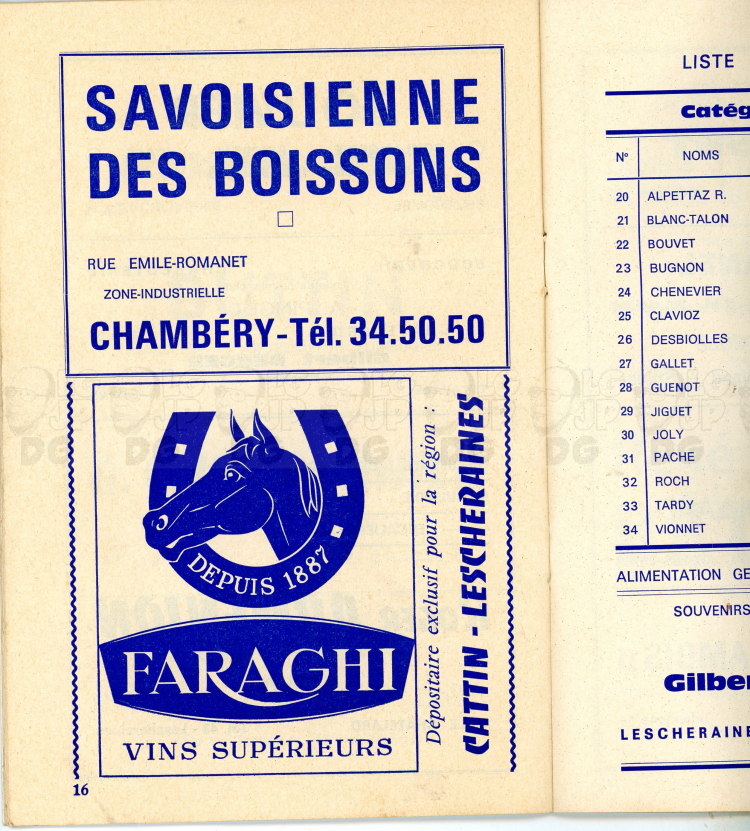 SAVOISIENNE
DES BOISSONS
RUE EMILE-ROMANET
ZONE-INDUSTRIELLE
CHAMBÉRY-Tél. 34.50.50
DEPUIS 1887
FARAGHI
VINS SUPÉRIEURS
Dépositaire exclusif pour la région :
CATTIN - LESCHERAINES
16
LISTE
Catég
N° NOMS
20 ALPETTAZ R.
21 BLANC-TALON
22 BOUVET
23 BUGNON
24 CHENEVIER
25 CLAVIOZ
26 DESBIOLLES
27 GALLET
28 GUENOT
29 JIGUET
30 JOLY
31 PACHE
32 ROCH
33 TARDY
34 VIONNET
ALIMENTATION GE
SOUVENIRS
Gilber
LESCHERAINE